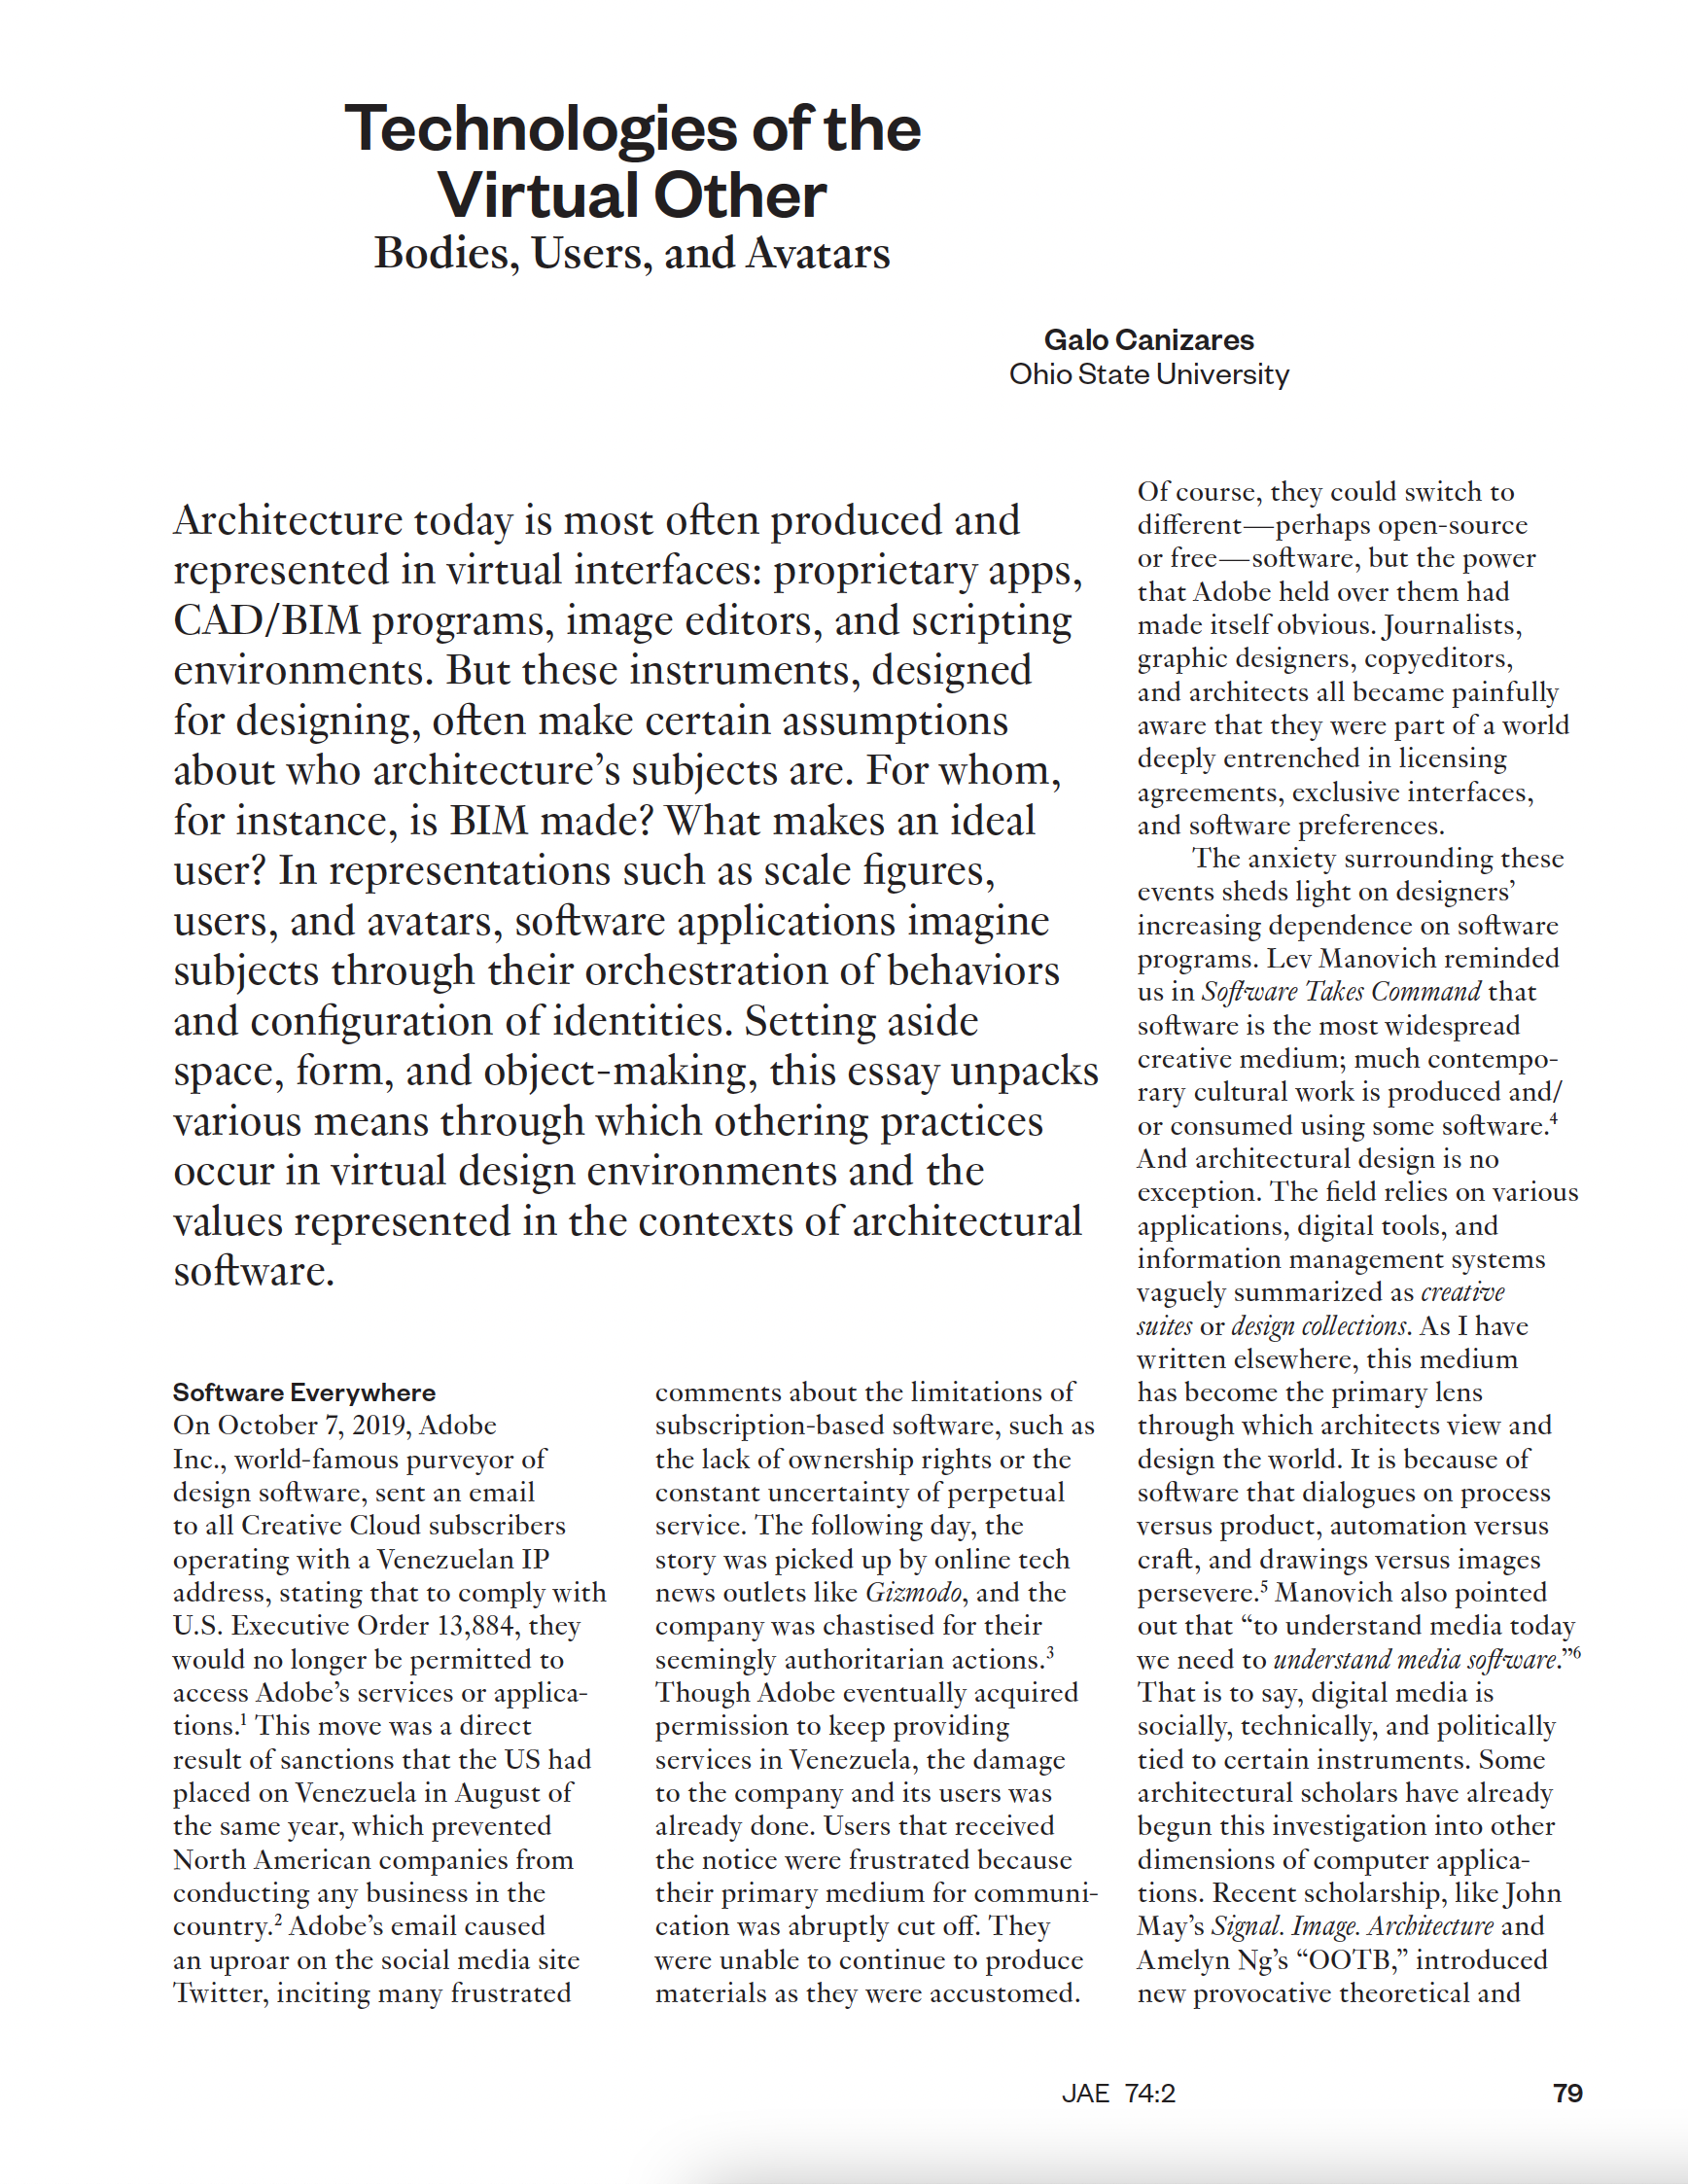 Technologies of the
Virtual Other
Bodies, Users, and Avatars
Galo Canizares
Ohio State University
Architecture today is most often produced and
represented in virtual interfaces: proprietary apps,
CAD/BIM programs, image editors, and scripting
environments. But these instruments, designed
for designing, often make certain assumptions
about who architecture’s subjects are. For whom,
for instance, is BIM made? What makes an ideal
user? In representations such as scale figures,
users, and avatars, software applications imagine
subjects through their orchestration of behaviors
and configuration of identities. Setting aside
space, form, and object-making, this essay unpacks
various means through which othering practices
occur in virtual design environments and the
values represented in the contexts of architectural
software.
Software Everywhere
On October 7, 2019, Adobe
Inc., world-famous purveyor of
design software, sent an email
to all Creative Cloud subscribers
operating with a Venezuelan IP
address, stating that to comply with
U.S. Executive Order 13,884, they
would no longer be permitted to
access Adobe’s services or applica-
tions.¹ This move was a direct
result of sanctions that the US had
placed on Venezuela in August of
the same year, which prevented
North American companies from
conducting any business in the
country.² Adobe’s email caused
an uproar on the social media site
Twitter, inciting many frustrated
comments about the limitations of
subscription-based software, such as
the lack of ownership rights or the
constant uncertainty of perpetual
service. The following day, the
story was picked up by online tech
news outlets like Gizmodo, and the
company was chastised for their
seemingly authoritarian actions.³
Though Adobe eventually acquired
permission to keep providing
services in Venezuela, the damage
to the company and its users was
already done. Users that received
the notice were frustrated because
their primary medium for communi-
cation was abruptly cut off. They
were unable to continue to produce
materials as they were accustomed.
Of course, they could switch to
different—perhaps open-source
or free—software, but the power
that Adobe held over them had
made itself obvious. Journalists,
graphic designers, copyeditors,
and architects all became painfully
aware that they were part of a world
deeply entrenched in licensing
agreements, exclusive interfaces,
and software preferences.
The anxiety surrounding these
events sheds light on designers’
increasing dependence on software
programs. Lev Manovich reminded
us in Software Takes Command that
software is the most widespread
creative medium; much contempo-
rary cultural work is produced and/
or consumed using some software.⁴
And architectural design is no
exception. The field relies on various
applications, digital tools, and
information management systems
vaguely summarized as creative
suites or design collections. As I have
written elsewhere, this medium
has become the primary lens
through which architects view and
design the world. It is because of
software that dialogues on process
versus product, automation versus
craft, and drawings versus images
persevere.⁵ Manovich also pointed
out that “to understand media today
we need to understand media software.”⁶
That is to say, digital media is
socially, technically, and politically
tied to certain instruments. Some
architectural scholars have already
begun this investigation into other
dimensions of computer applica-
tions. Recent scholarship, like John
May’s Signal. Image. Architecture and
Amelyn Ng’s “OOTB,” introduced
new provocative theoretical and
JAE 74:2
79